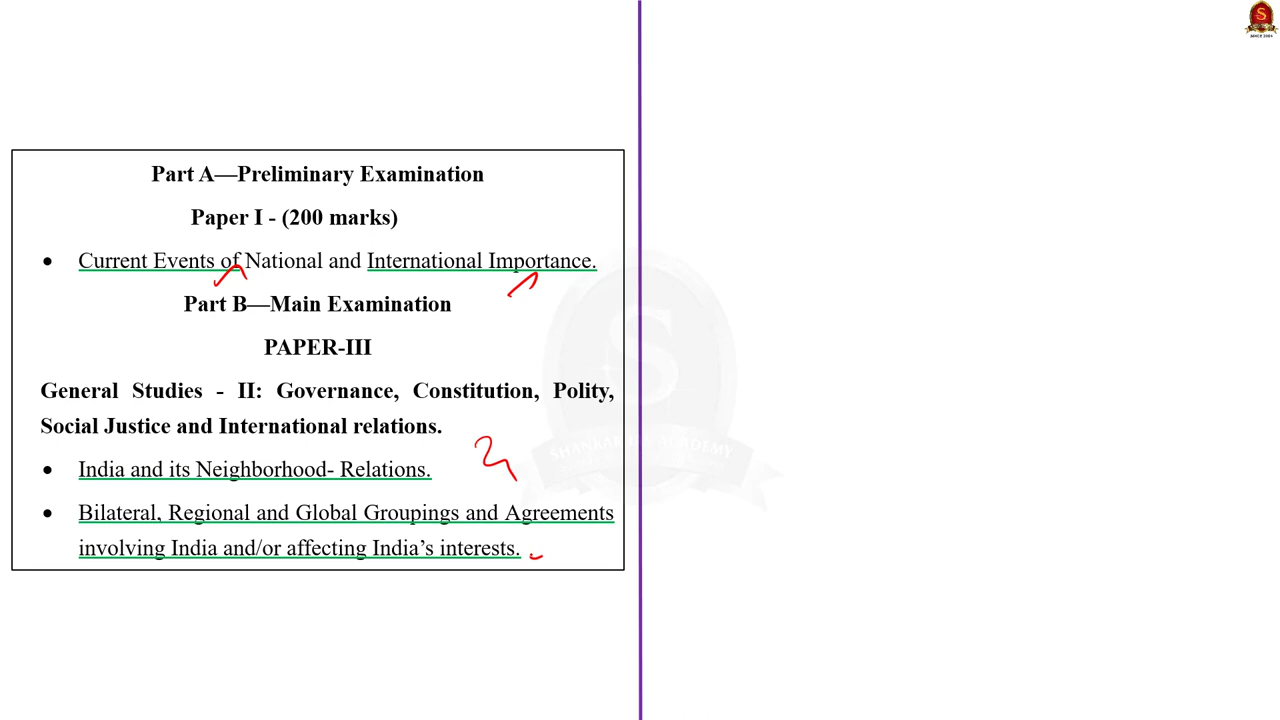 Part A—Preliminary Examination
Paper I - (200 marks)
• Current Events of National and International Importance.
Part B—Main Examination
PAPER-III
General Studies - II: Governance, Constitution, Polity,
Social Justice and International relations.
• India and its Neighborhood- Relations.
• Bilateral, Regional and Global Groupings and Agreements
involving India and/or affecting India’s interests.
S
SINCE 2004